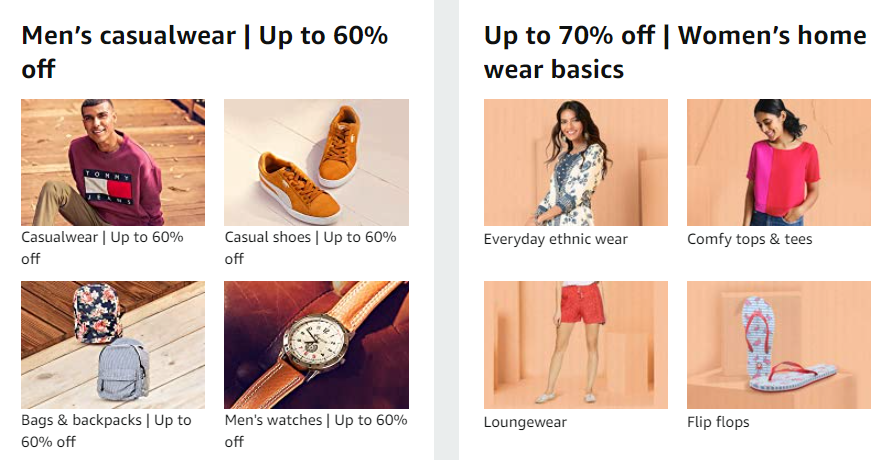 Men’s casualwear | Up to 60%
off
TOMMY
JEANS
Casualwear | Up to 60%
off
Casual shoes | Up to 60%
off
Bags & backpacks | Up to
60% off
Men's watches | Up to 60%
off
Up to 70% off | Women’s home
wear basics
Everyday ethnic wear
Comfy tops & tees
Loungewear
Flip flops